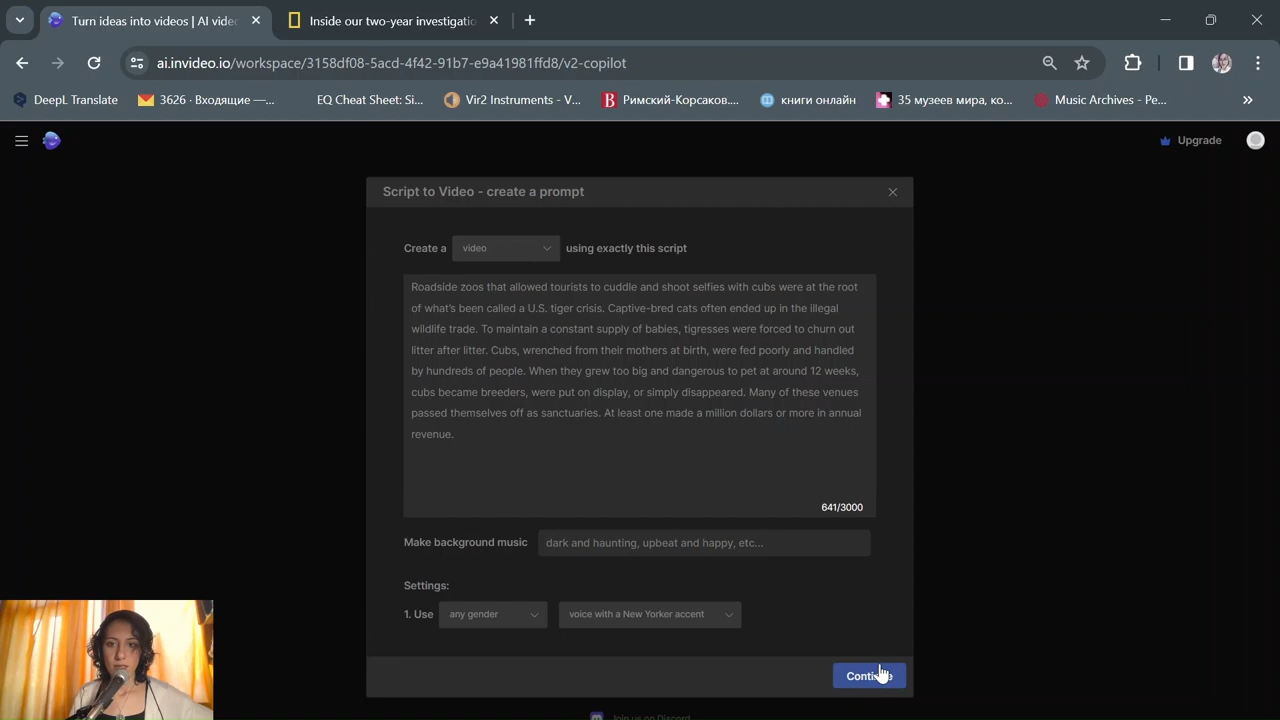 Turn ideas into videos | AI vide
Inside our two-year investigatio
ai.invideo.io/workspace/3158df08-5acd-4f42-91b7-e9a41981ffd8/v2-copilot
DeepL Translate
3626 · Входящие —...
EQ Cheat Sheet: Si...
Vir2 Instruments - V...
В Римский-Корсаков....
книги онлайн
35 музеев мира, ко...
Music Archives - Pe...
Upgrade
Script to Video - create a prompt
Create a video using exactly this script
Roadside zoos that allowed tourists to cuddle and shoot selfies with cubs were at the root
of what's been called a U.S. tiger crisis. Captive-bred cats often ended up in the illegal
wildlife trade. To maintain a constant supply of babies, tigresses were forced to churn out
litter after litter. Cubs, wrenched from their mothers at birth, were fed poorly and handled
by hundreds of people. When they grew too big and dangerous to pet at around 12 weeks,
cubs became breeders, were put on display, or simply disappeared. Many of these venues
passed themselves off as sanctuaries. At least one made a million dollars or more in annual
revenue.
641/3000
Make background music dark and haunting, upbeat and happy, etc...
Settings:
1. Use any gender voice with a New Yorker accent
Continue
Join us on Discord